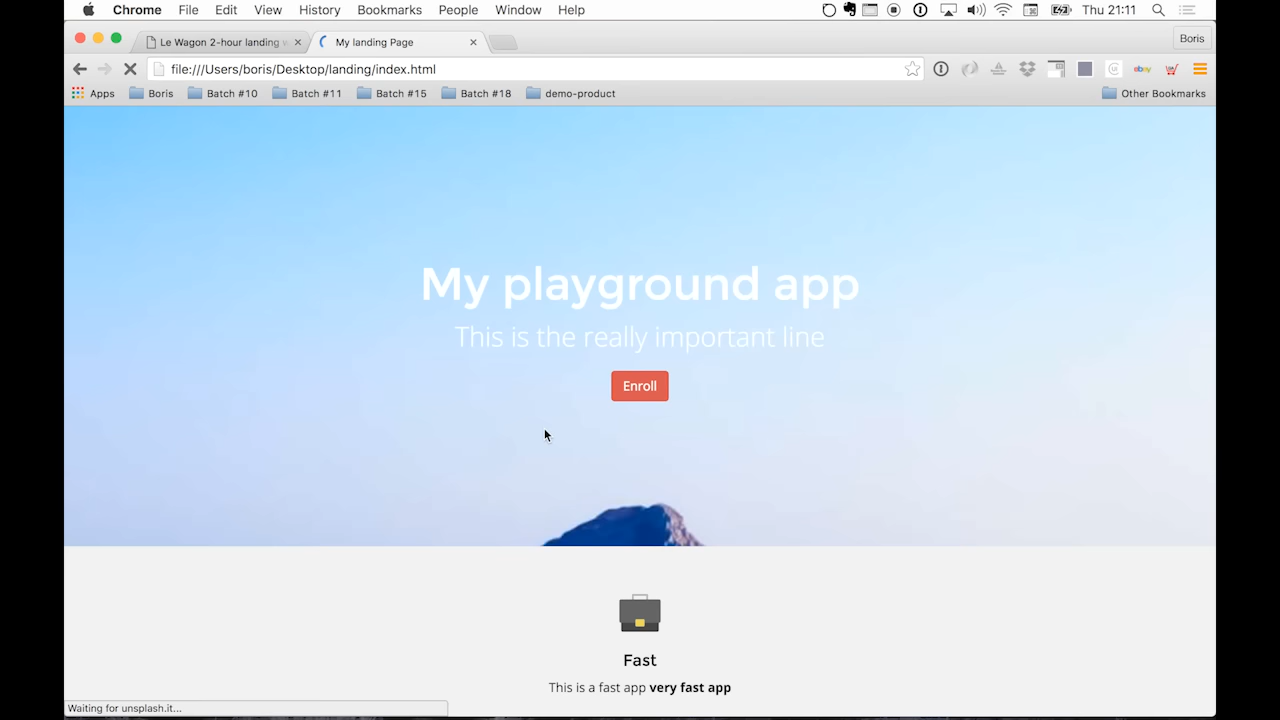 Chrome File Edit View History Bookmarks People Window Help Thu 21:11
Le Wagon 2-hour landing My landing Page Boris
file:///Users/boris/Desktop/landing/index.html
Apps Boris Batch #10 Batch #11 Batch #15 Batch #18 demo-product Other Bookmarks
My playground app
This is the really important line
Enroll
Fast
This is a fast app very fast app
Waiting for unsplash.it...